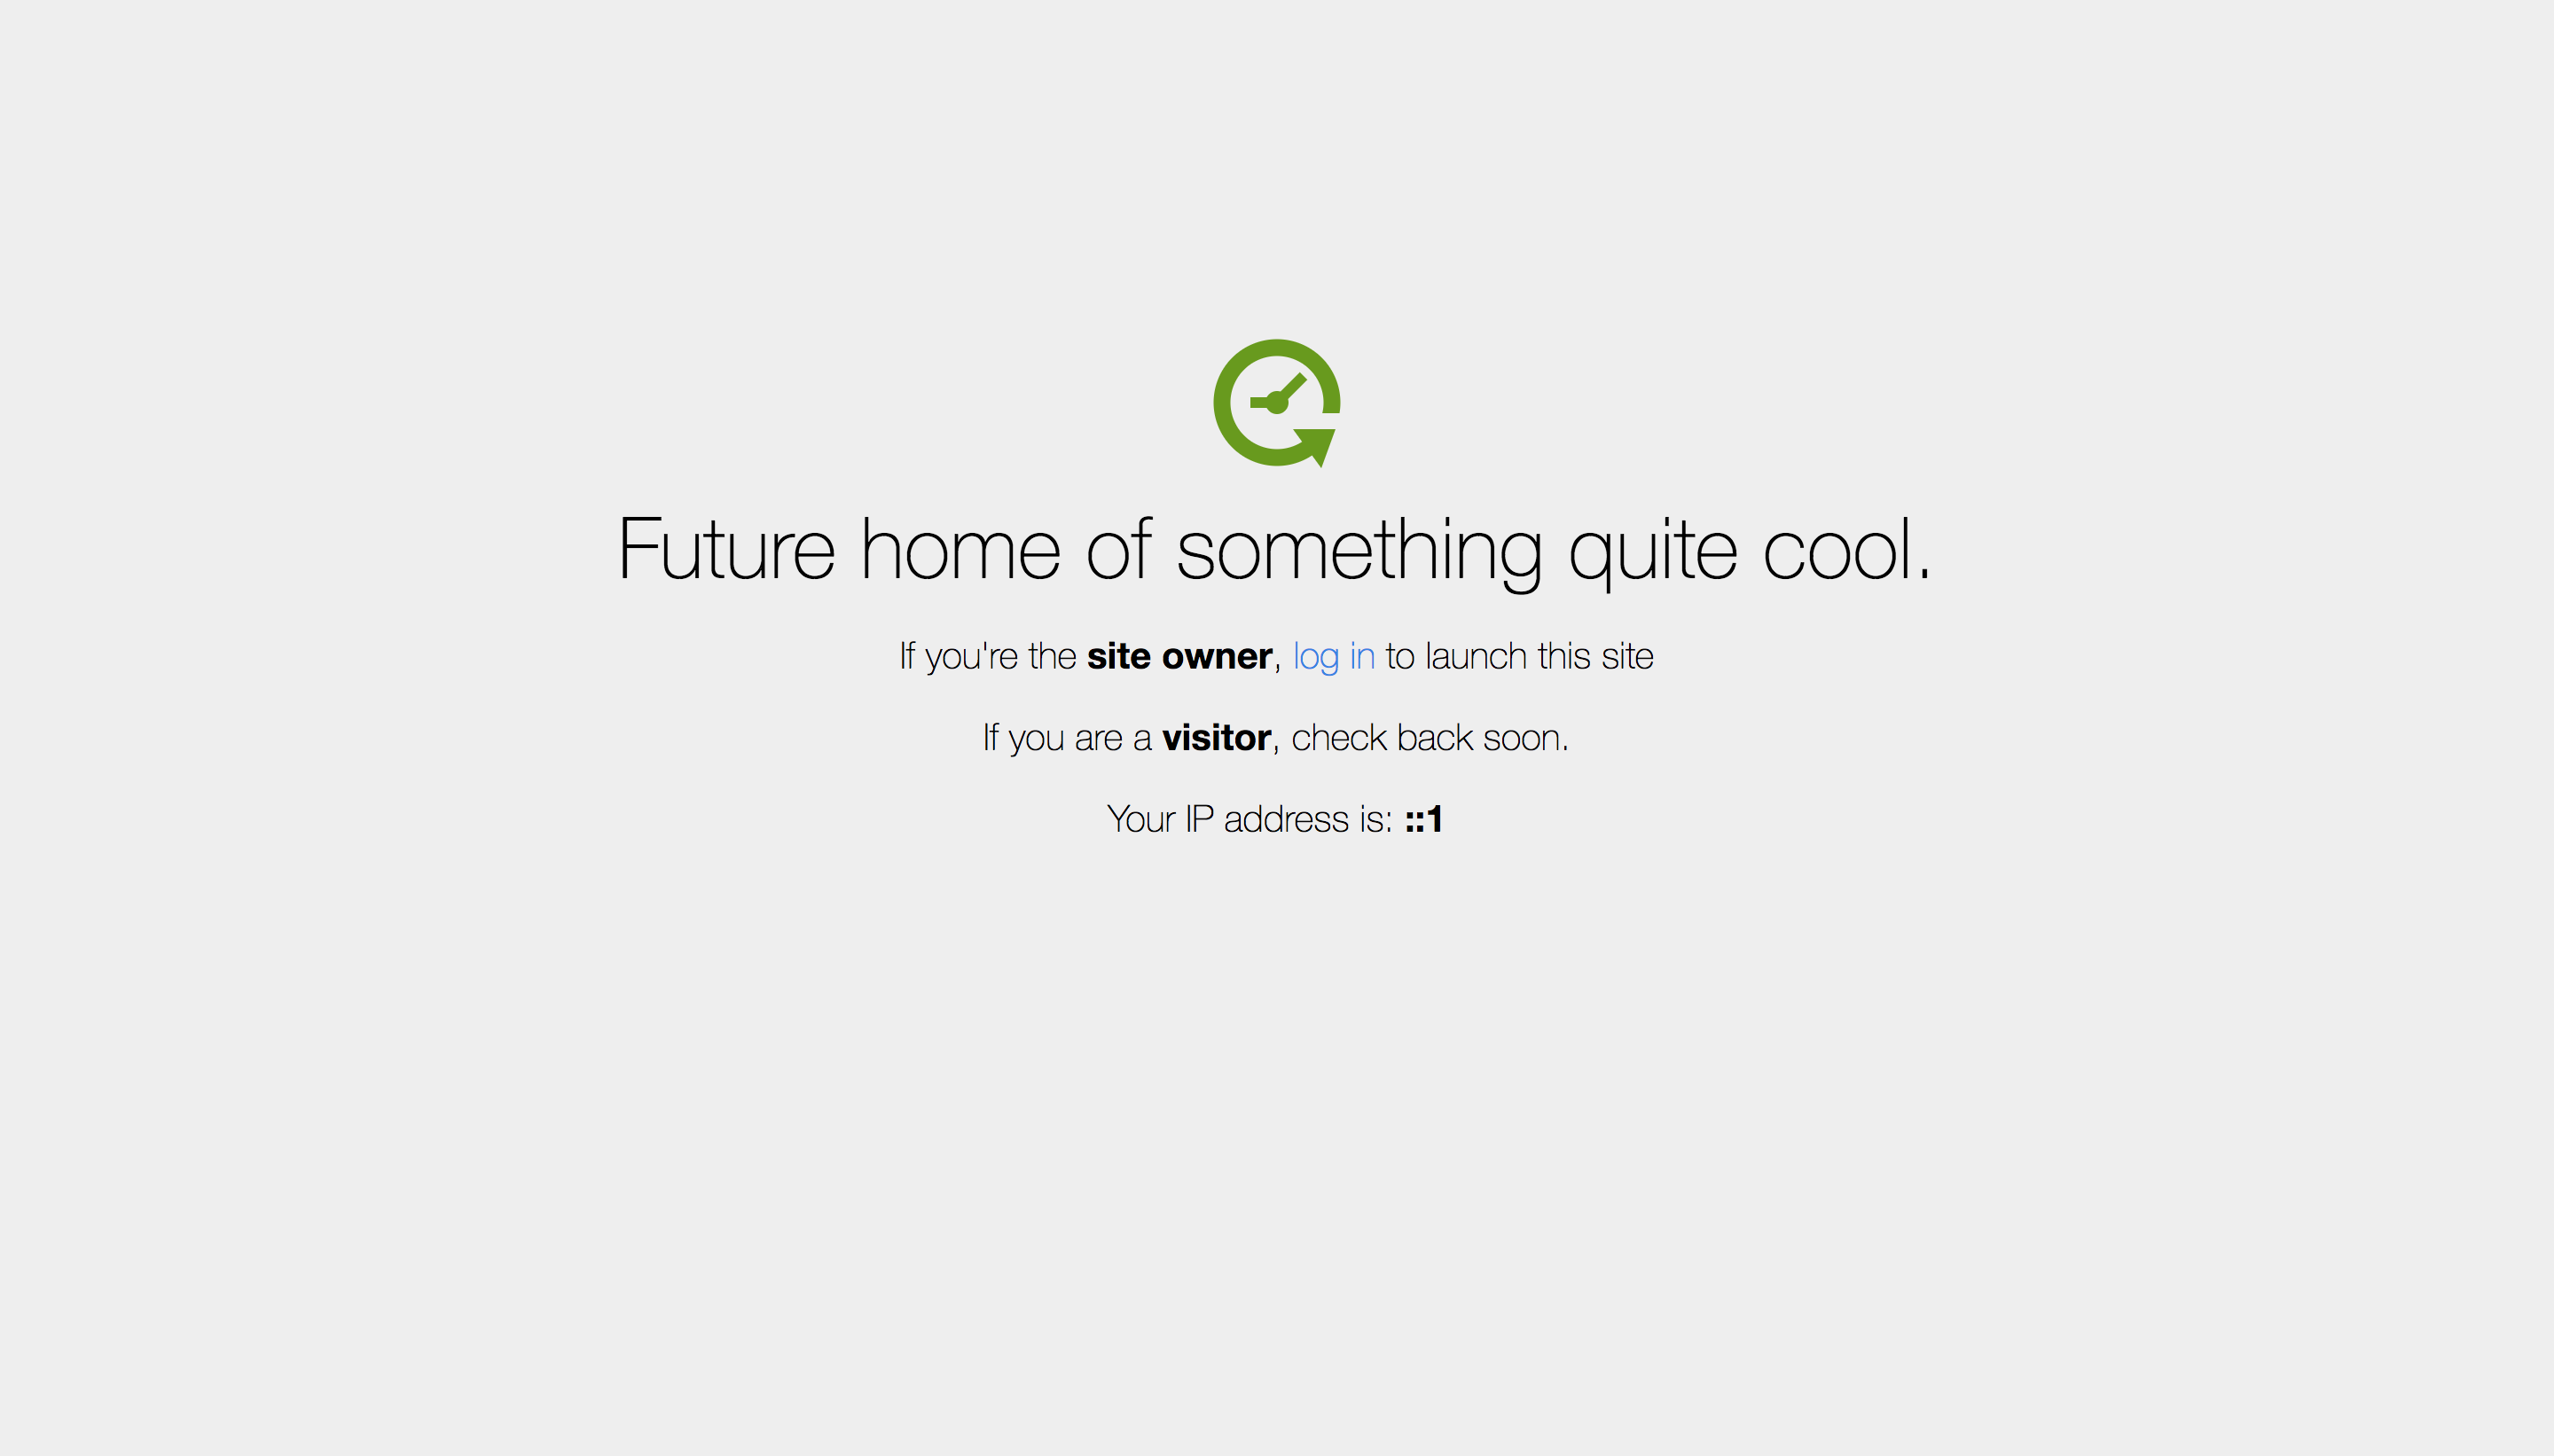 Future home of something quite cool.
If you're the site owner, log in to launch this site
If you are a visitor, check back soon.
Your IP address is: ::1